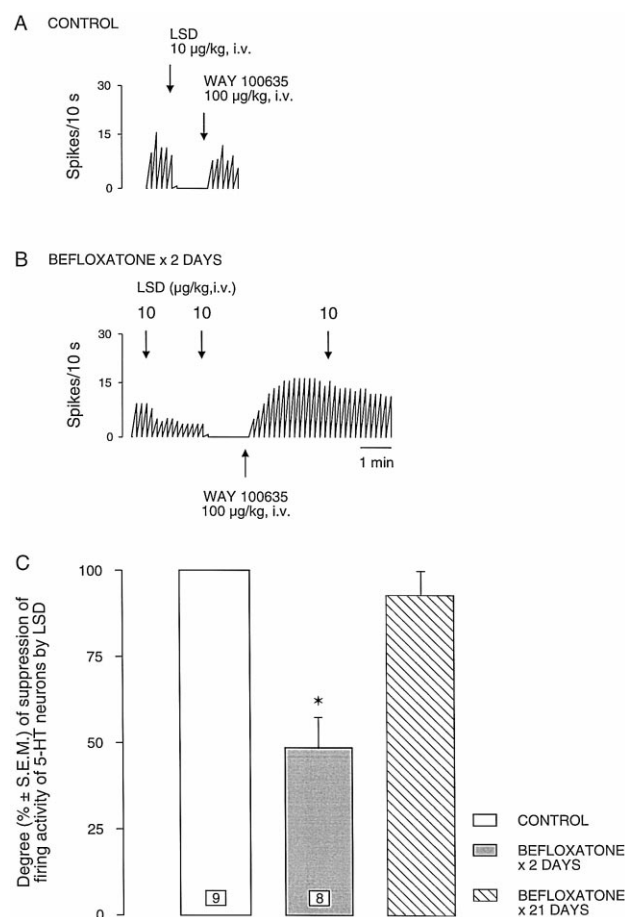 A CONTROL
LSD
10 µg/kg, i.v.
WAY 100635
100 µg/kg, i.v.
Spikes/10 s
30
15
0
B BEFLOXATONE x 2 DAYS
LSD (µg/kg,i.v.)
10 10 10
Spikes/10 s
30
15
0
1 min
WAY 100635
100 µg/kg, i.v.
C
Degree (% ± S.E.M.) of suppression of
firing activity of 5-HT neurons by LSD
100
75
50
25
0
*
9
8
CONTROL
BEFLOXATONE
x 2 DAYS
BEFLOXATONE
x 21 DAYS